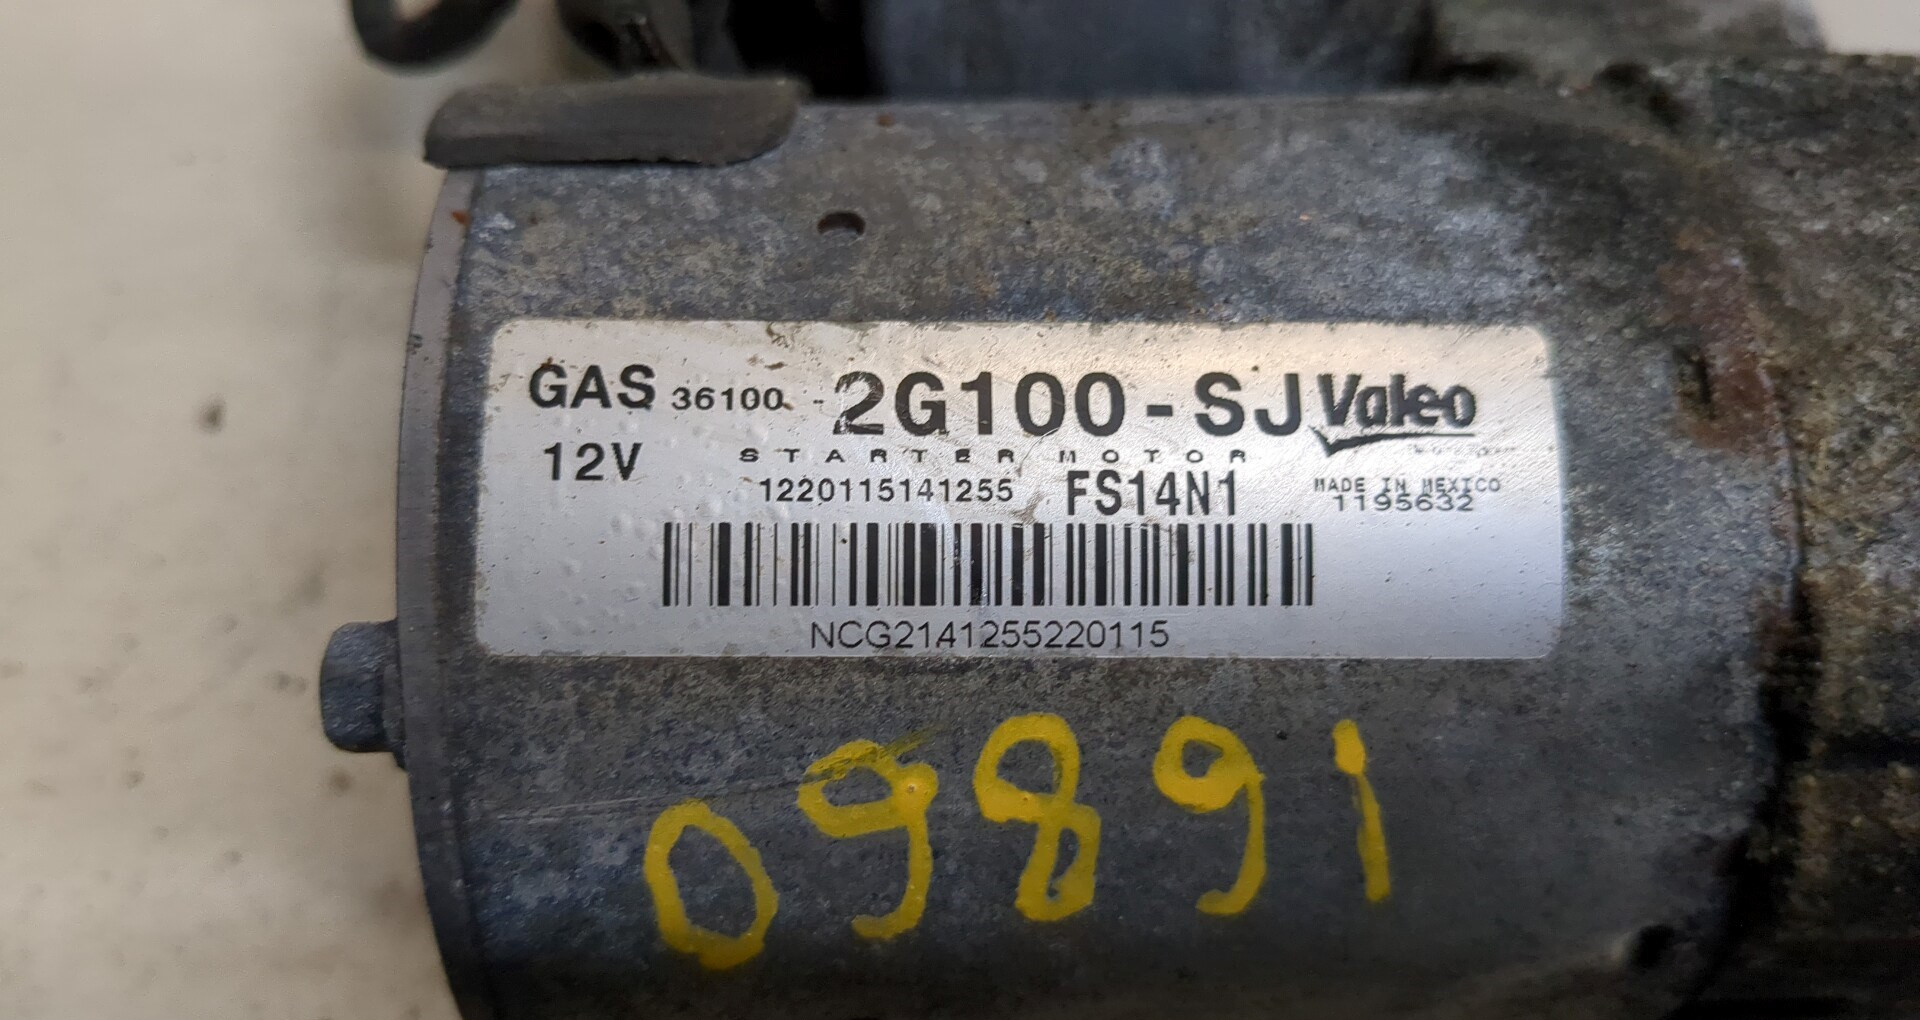 GAS 36100 - 2G100 - SJ Valeo
12V STARTER MOTOR
1220115141255 FS14N1 MADE IN MEXICO
1195632
NCG2141255220115
09891